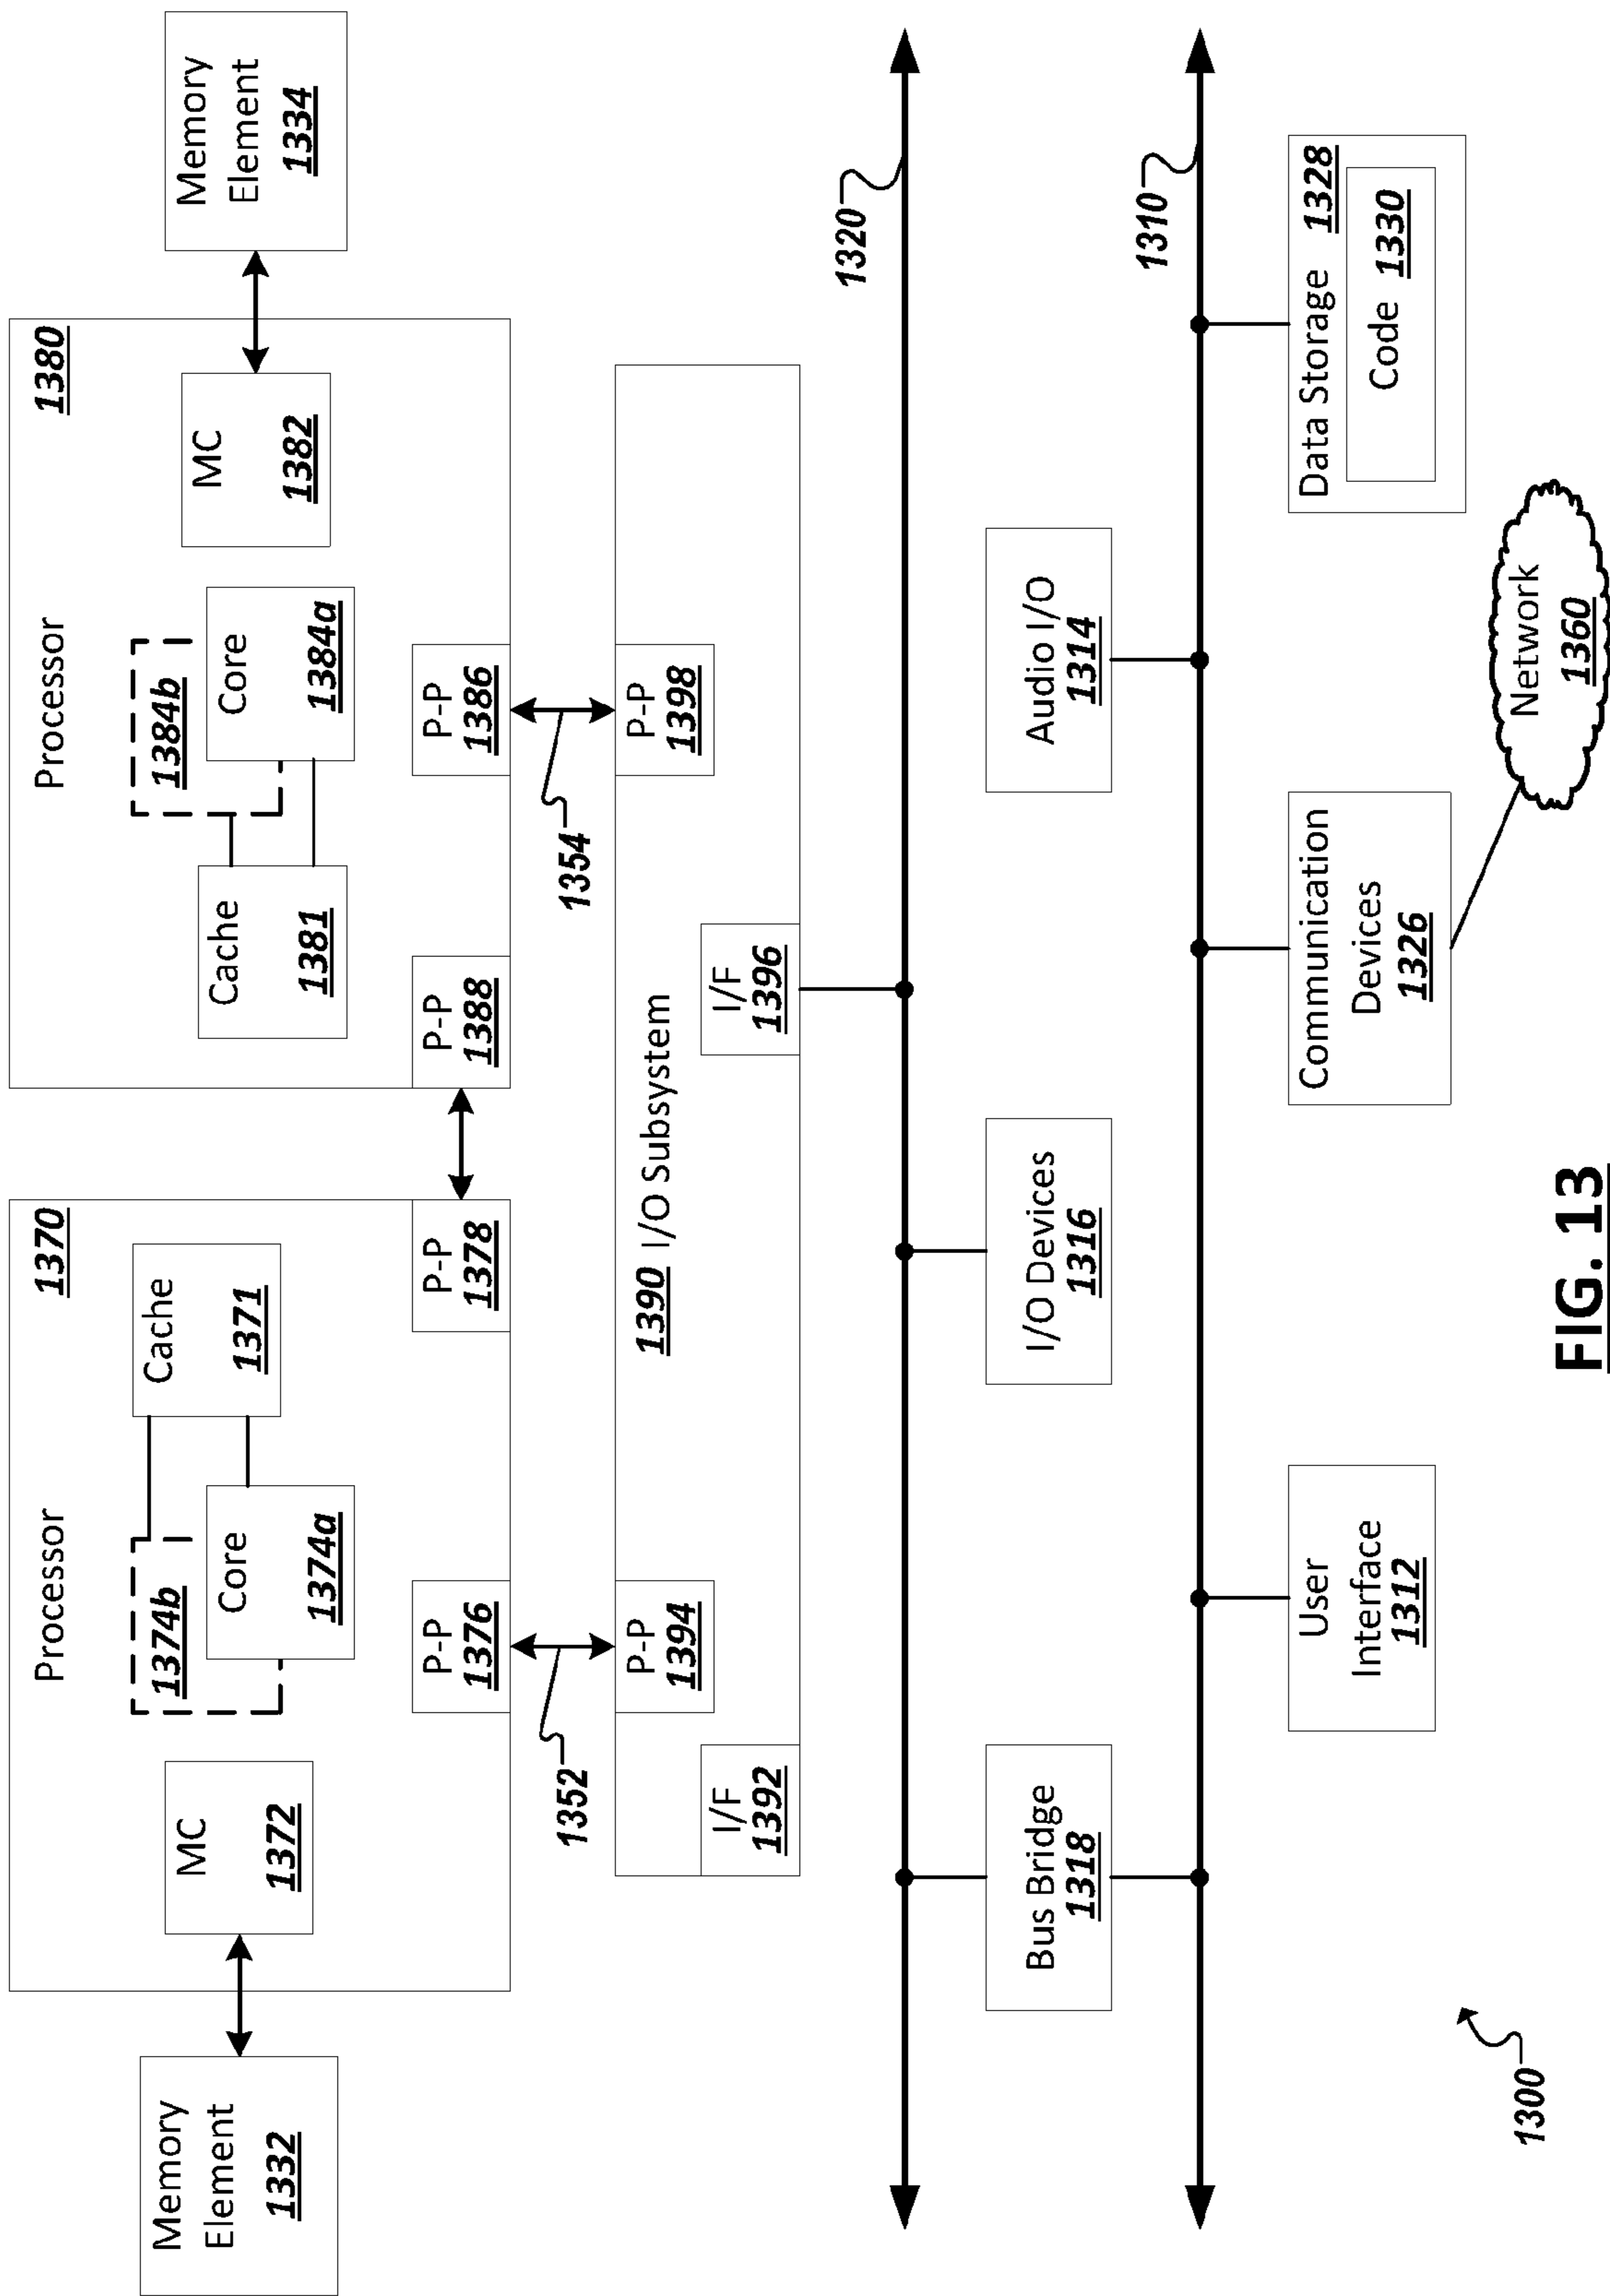 Memory
Element
1332
Processor
1370
MC
1372
1374b
Core
1374a
Cache
1371
P-P
1376
P-P
1378
Processor
1380
Cache
1381
1384b
Core
1384a
MC
1382
P-P
1388
P-P
1386
Memory
Element
1334
1352
1354
1390 I/O Subsystem
P-P
1394
P-P
1398
I/F
1392
I/F
1396
1320
Bus Bridge
1318
I/O Devices
1316
Audio I/O
1314
1310
User
Interface
1312
Communication
Devices
1326
Data Storage 1328
Code 1330
Network
1360
1300
FIG. 13